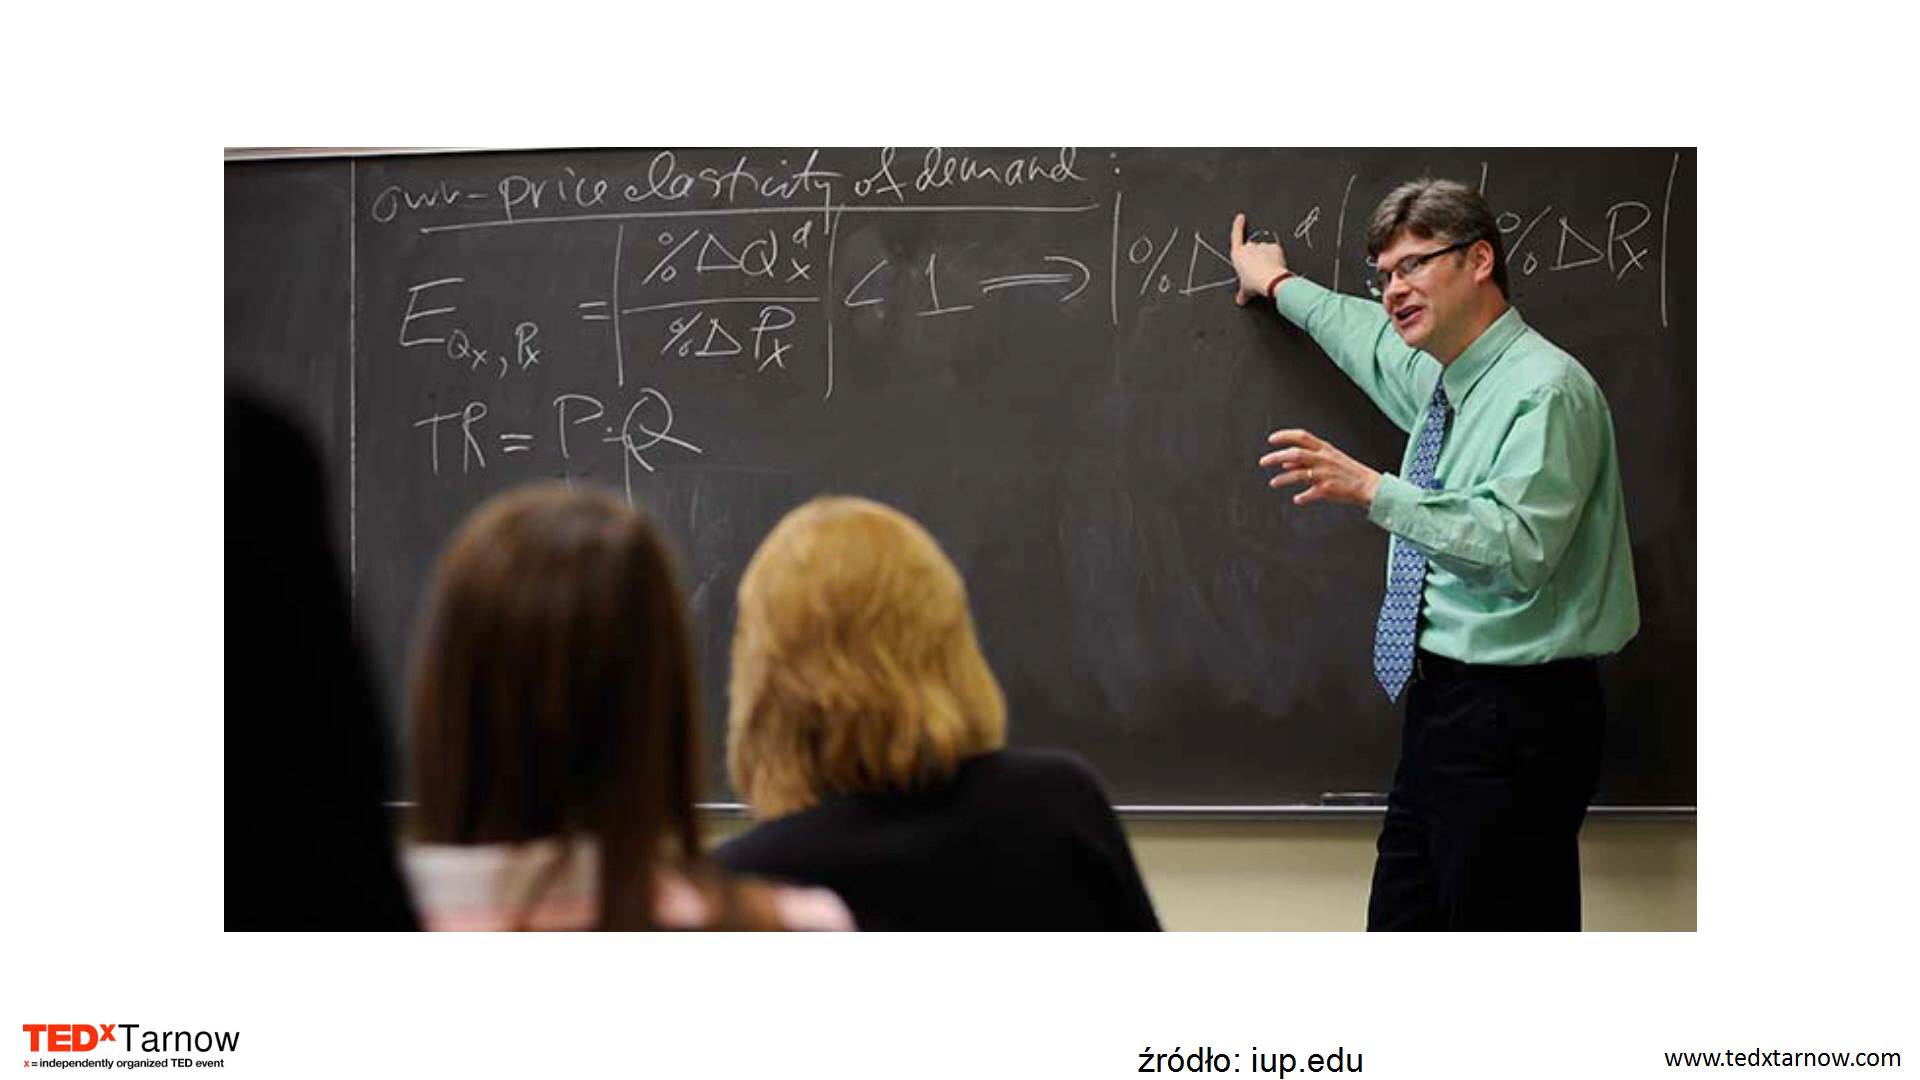 own-price elasticity of demand :
E Qx, Px = | %ΔQx^d / %ΔPx | < 1 ⟹ | %Δ d | | %ΔPx |
TR = P·Q
TEDxTarnow
x = independently organized TED event
źródło: iup.edu
www.tedxtarnow.com